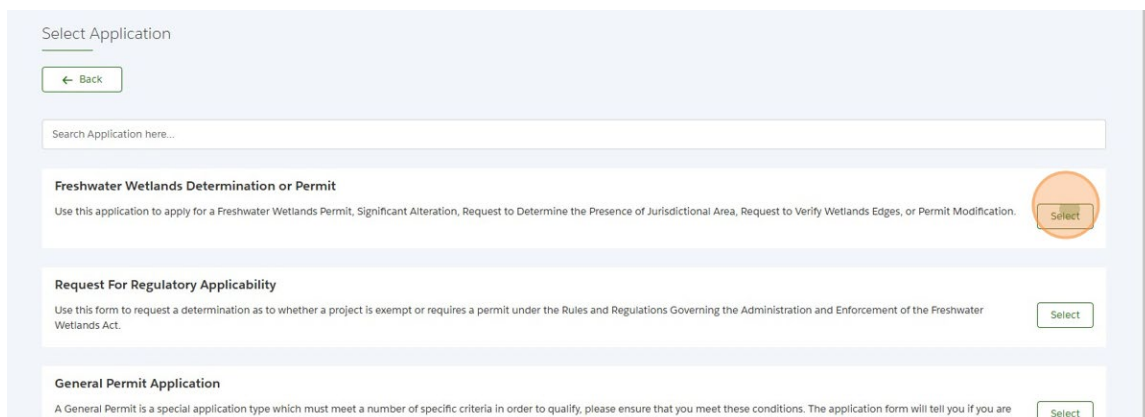 Select Application
← Back
Search Application here...
Freshwater Wetlands Determination or Permit
Use this application to apply for a Freshwater Wetlands Permit, Significant Alteration, Request to Determine the Presence of Jurisdictional Area, Request to Verify Wetlands Edges, or Permit Modification.
Select
Request For Regulatory Applicability
Use this form to request a determination as to whether a project is exempt or requires a permit under the Rules and Regulations Governing the Administration and Enforcement of the Freshwater
Wetlands Act.
Select
General Permit Application
A General Permit is a special application type which must meet a number of specific criteria in order to qualify, please ensure that you meet these conditions. The application form will tell you if you are
Select